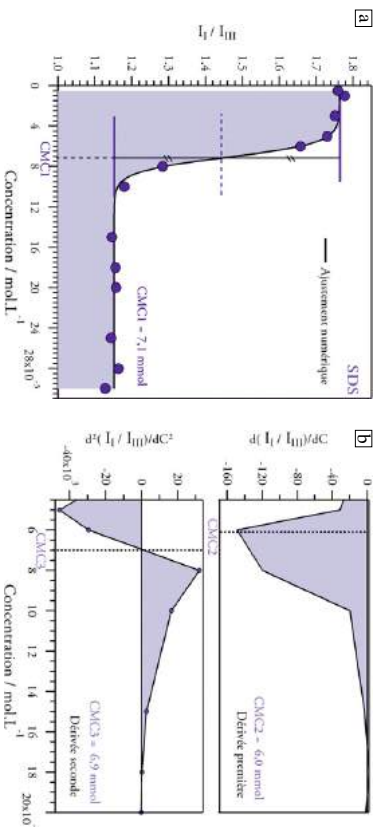 a
I_I / I_III
1.8
1.7
1.6
1.5
1.4
1.3
1.2
1.1
1.0
SDS
Ajustement numérique
CMC1 = 7,1 mmol
CMC1
0
4
8
12
16
20
24
28x10⁻³
Concentration / mol.L⁻¹
b
d(I_I / I_III)/dC
0
-40
-80
-120
-160
CMC2 = 6,0 mmol
Dérivée première
CMC2
d²(I_I / I_III)/dC²
20
0
-20
-40x10³
CMC3 = 6,9 mmol
Dérivée seconde
CMC3
6
8
10
12
14
16
18
Concentration / mol.L⁻¹